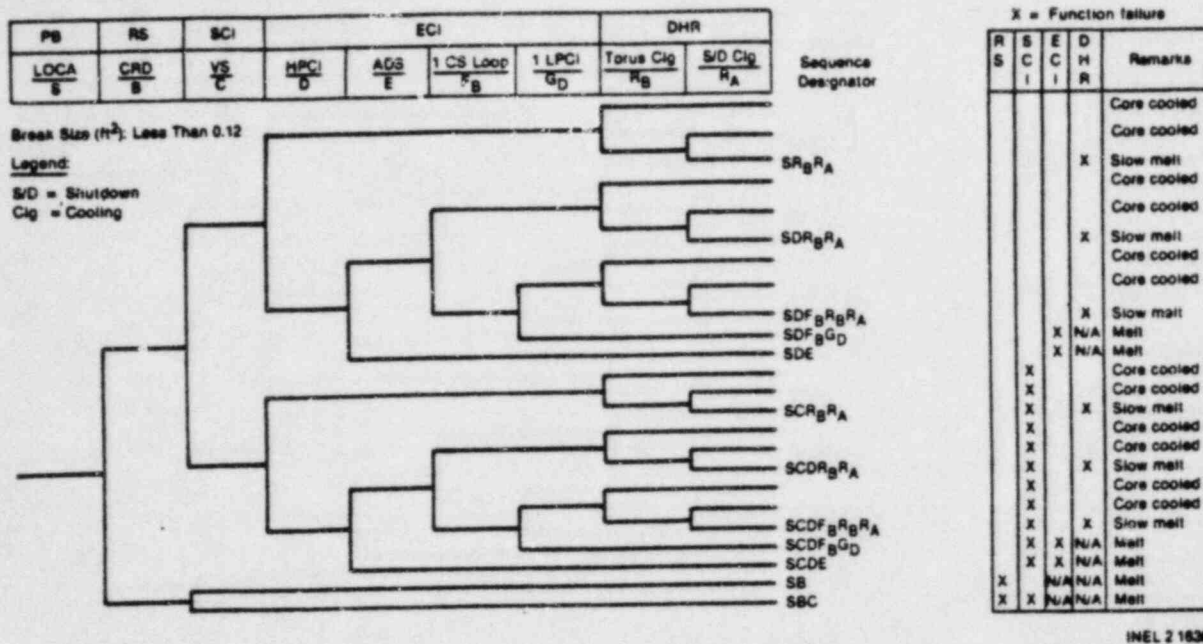 X = Function failure
PB RS SCI ECI DHR
LOCA CRD VS HPCI ADS 1 CS Loop 1 LPCI Torus Clg S/D Clg
S B C D E F_B G_D R_B R_A
Sequence
Designator
RS SCI ECI DHR Remarks
Break Size (ft²): Less Than 0.12
Legend:
S/D = Shutdown
Clg = Cooling
Core cooled
Core cooled
SR_BR_A X Slow melt
Core cooled
Core cooled
SDR_BR_A X Slow melt
Core cooled
Core cooled
SDF_BR_BR_A X Slow melt
SDF_BG_D X N/A Melt
SDE X N/A Melt
X Core cooled
X Core cooled
SCR_BR_A X X Slow melt
X Core cooled
X Core cooled
SCDR_BR_A X X Slow melt
X Core cooled
X Core cooled
SCDF_BR_BR_A X X Slow melt
SCDF_BG_D X X N/A Melt
SCDE X X N/A Melt
SB X N/A N/A Melt
SBC X X N/A N/A Melt
INEL 2